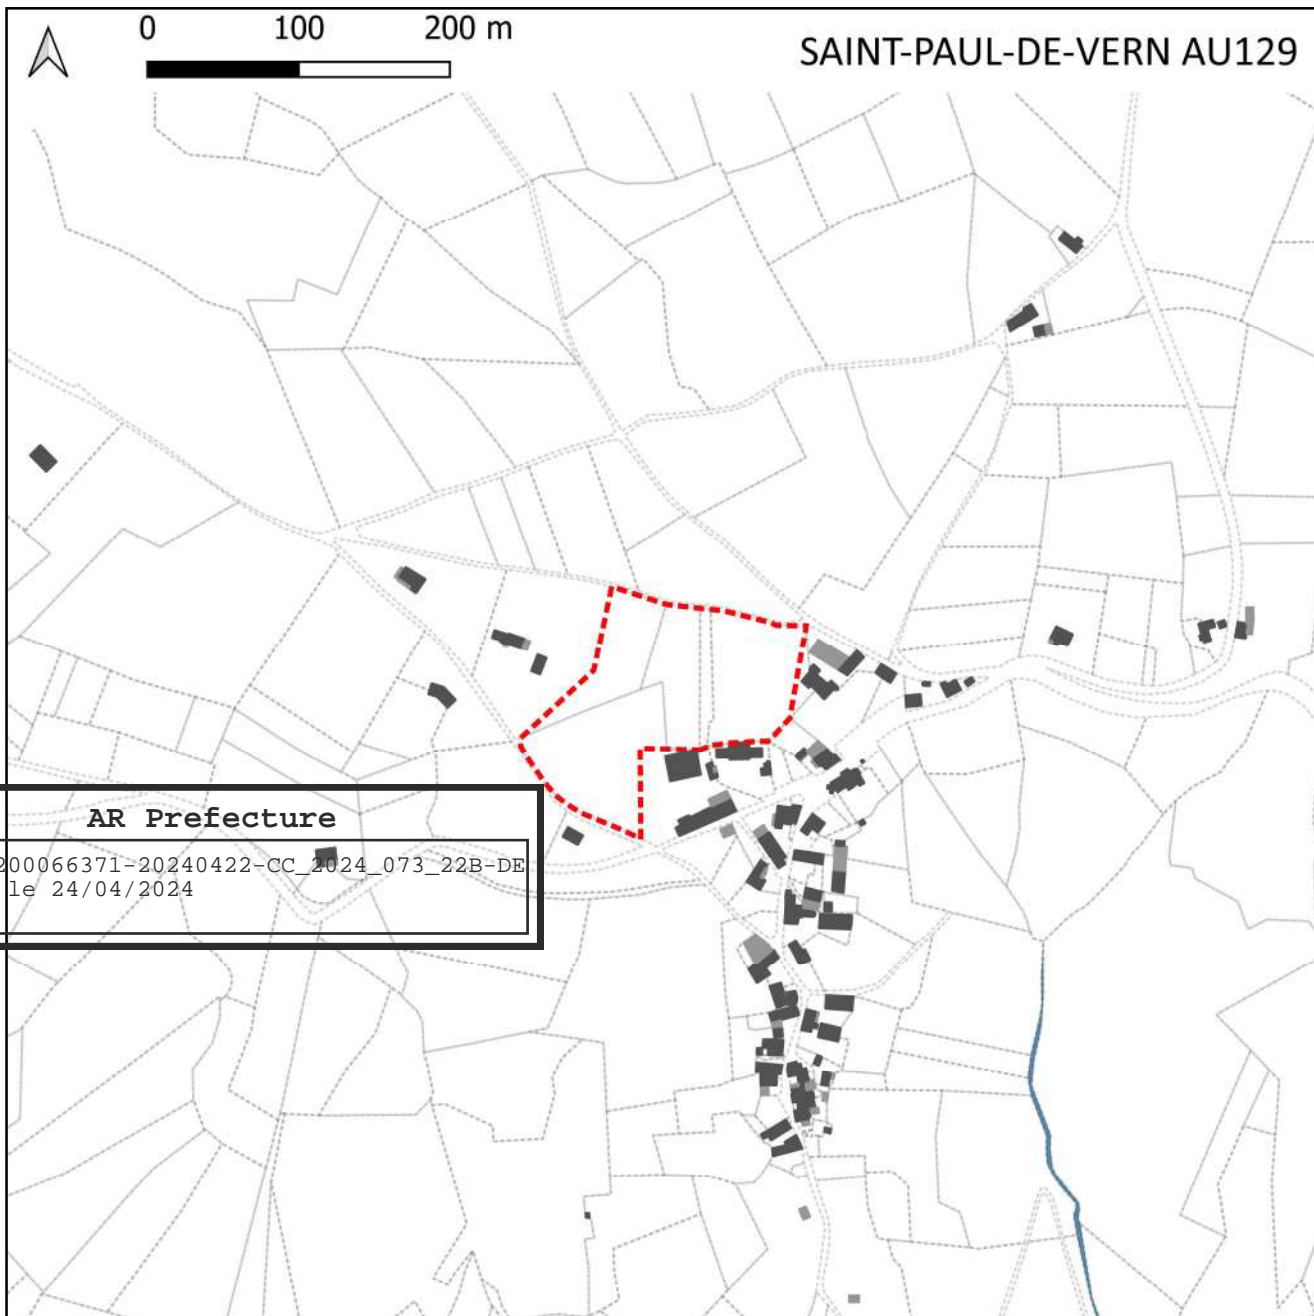 0 100 200 m
SAINT-PAUL-DE-VERN AU129
AR Prefecture
200066371-20240422-CC_2024_073_22B-DE
le 24/04/2024